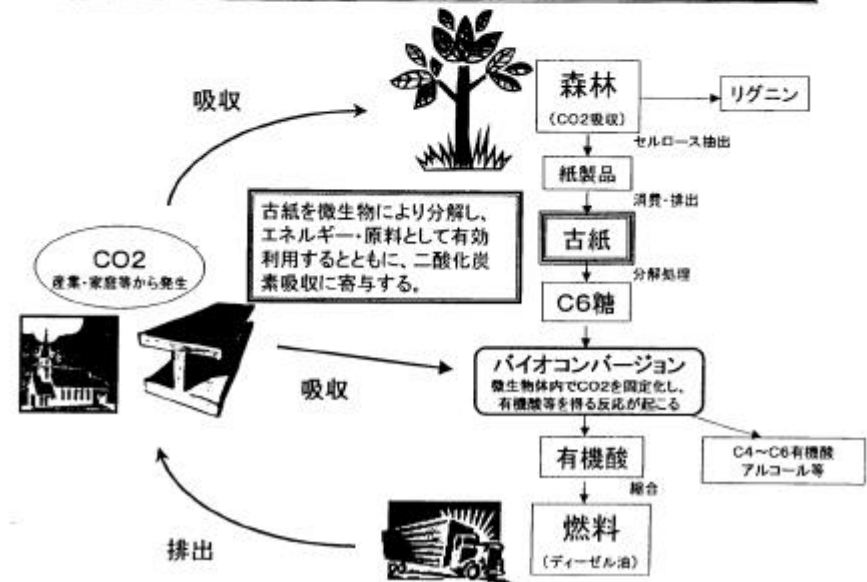 吸収
森林
(CO2吸収)
リグニン
セルロース抽出
紙製品
消費・排出
古紙を微生物により分解し、
エネルギー・原料として有効
利用するとともに、二酸化炭
素吸収に寄与する。
古紙
分解処理
C6糖
CO2
産業・家庭等から発生
吸収
バイオコンバージョン
微生物体内でCO2を固定化し、
有機酸等を得る反応が起こる
有機酸
C4〜C6有機酸
アルコール等
縮合
燃料
(ディーゼル油)
排出